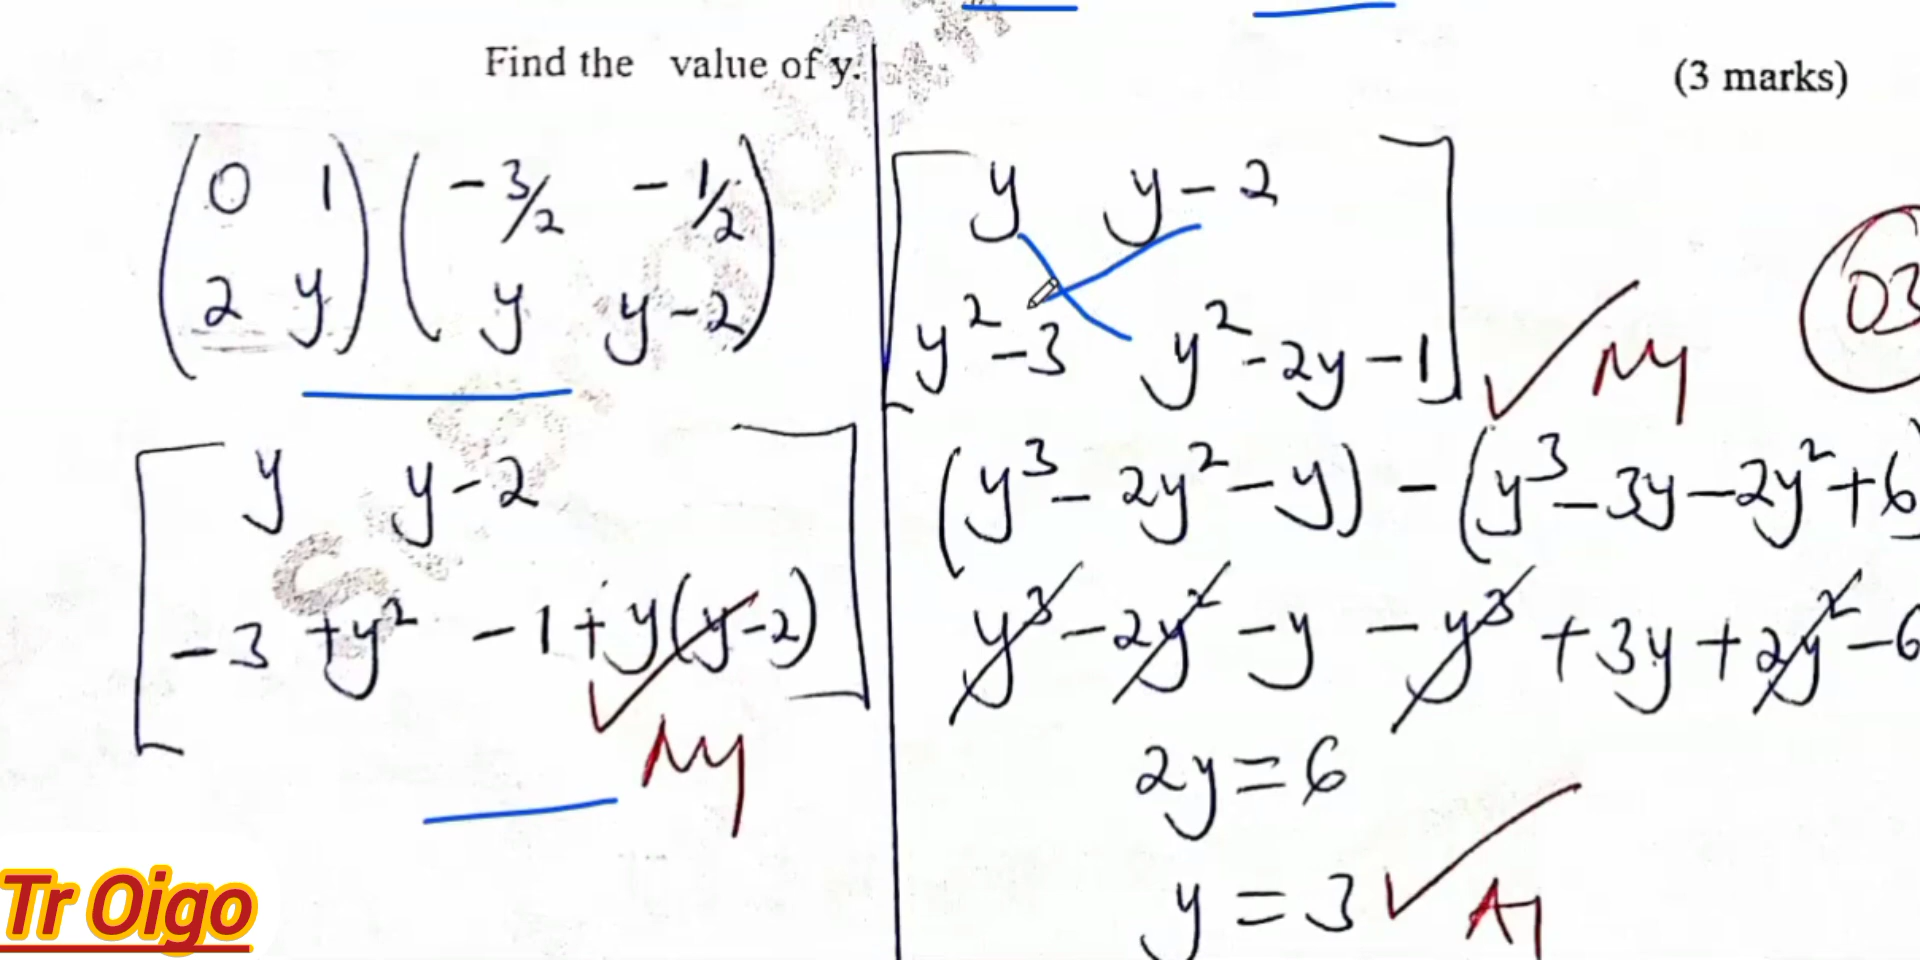 Find the value of y.
(3 marks)
0 1
2 y
-3/2 -1/2
y y-2
y y-2
-3 +y² -1+y(y-2)
M1
y y-2
y²-3 y²-2y-1
M1
03
(y³-2y²-y)-(y³-3y-2y²+6)
y³-2y²-y-y³+3y+2y²-6
2y=6
y=3
A1
Tr Oigo